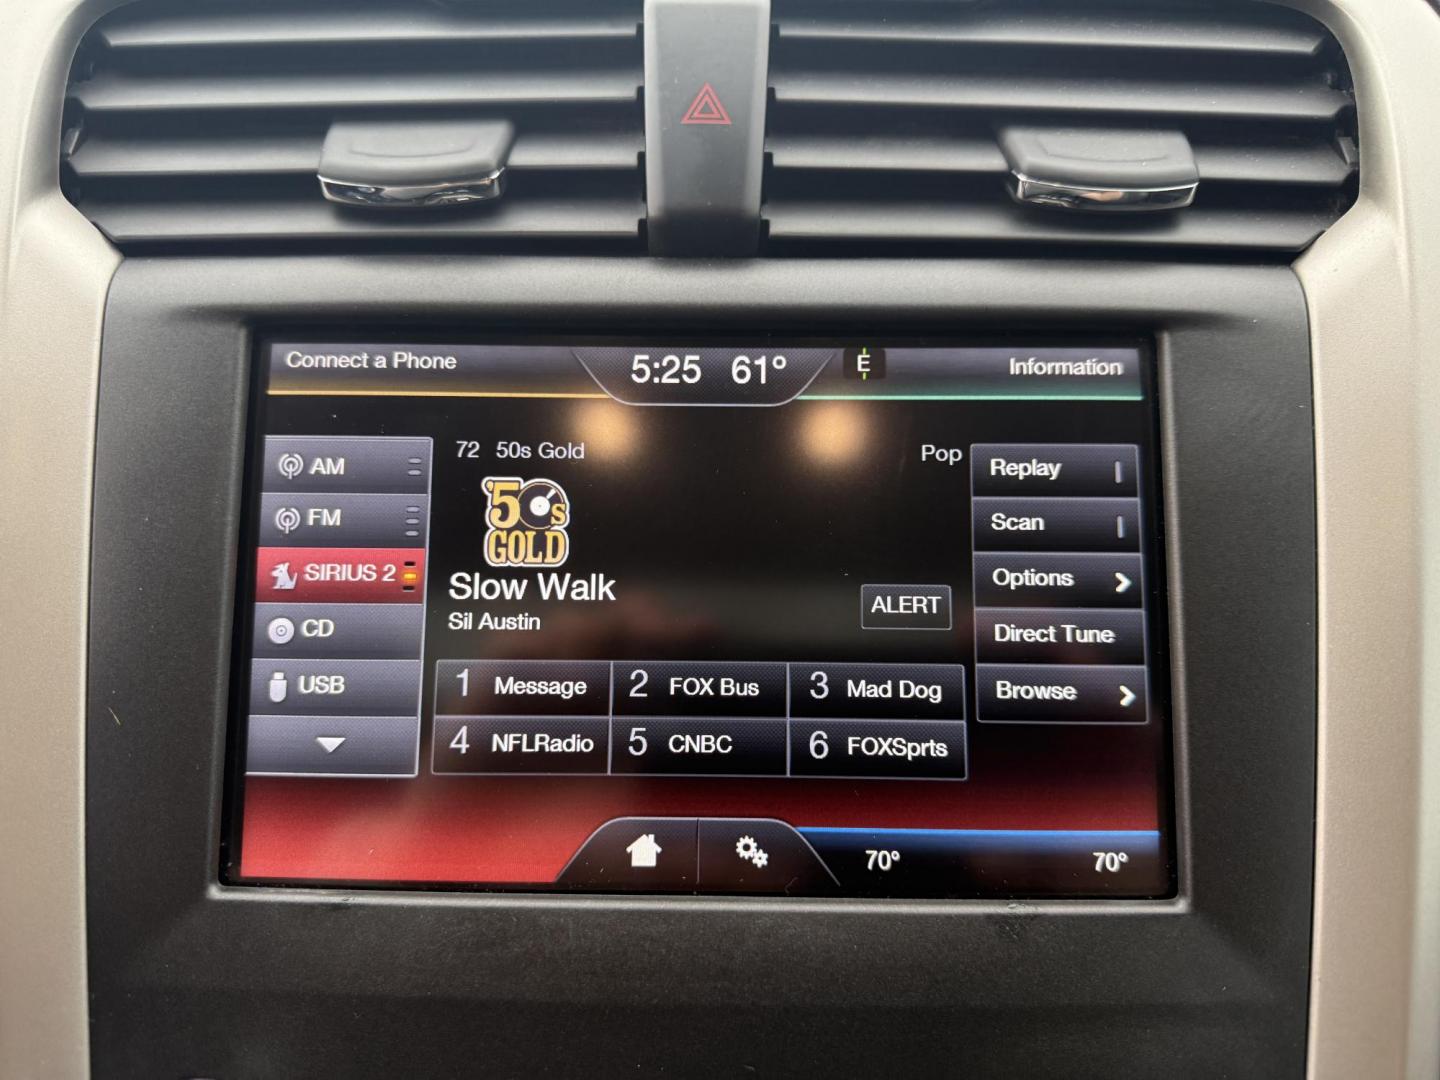 Connect a Phone
5:25 61° E
Information
AM
FM
SIRIUS 2
CD
USB
72 50s Gold
Pop
'50s
GOLD
Slow Walk
Sil Austin
ALERT
1 Message
2 FOX Bus
3 Mad Dog
4 NFLRadio
5 CNBC
6 FOXSprts
Replay
Scan
Options
Direct Tune
Browse
70°
70°